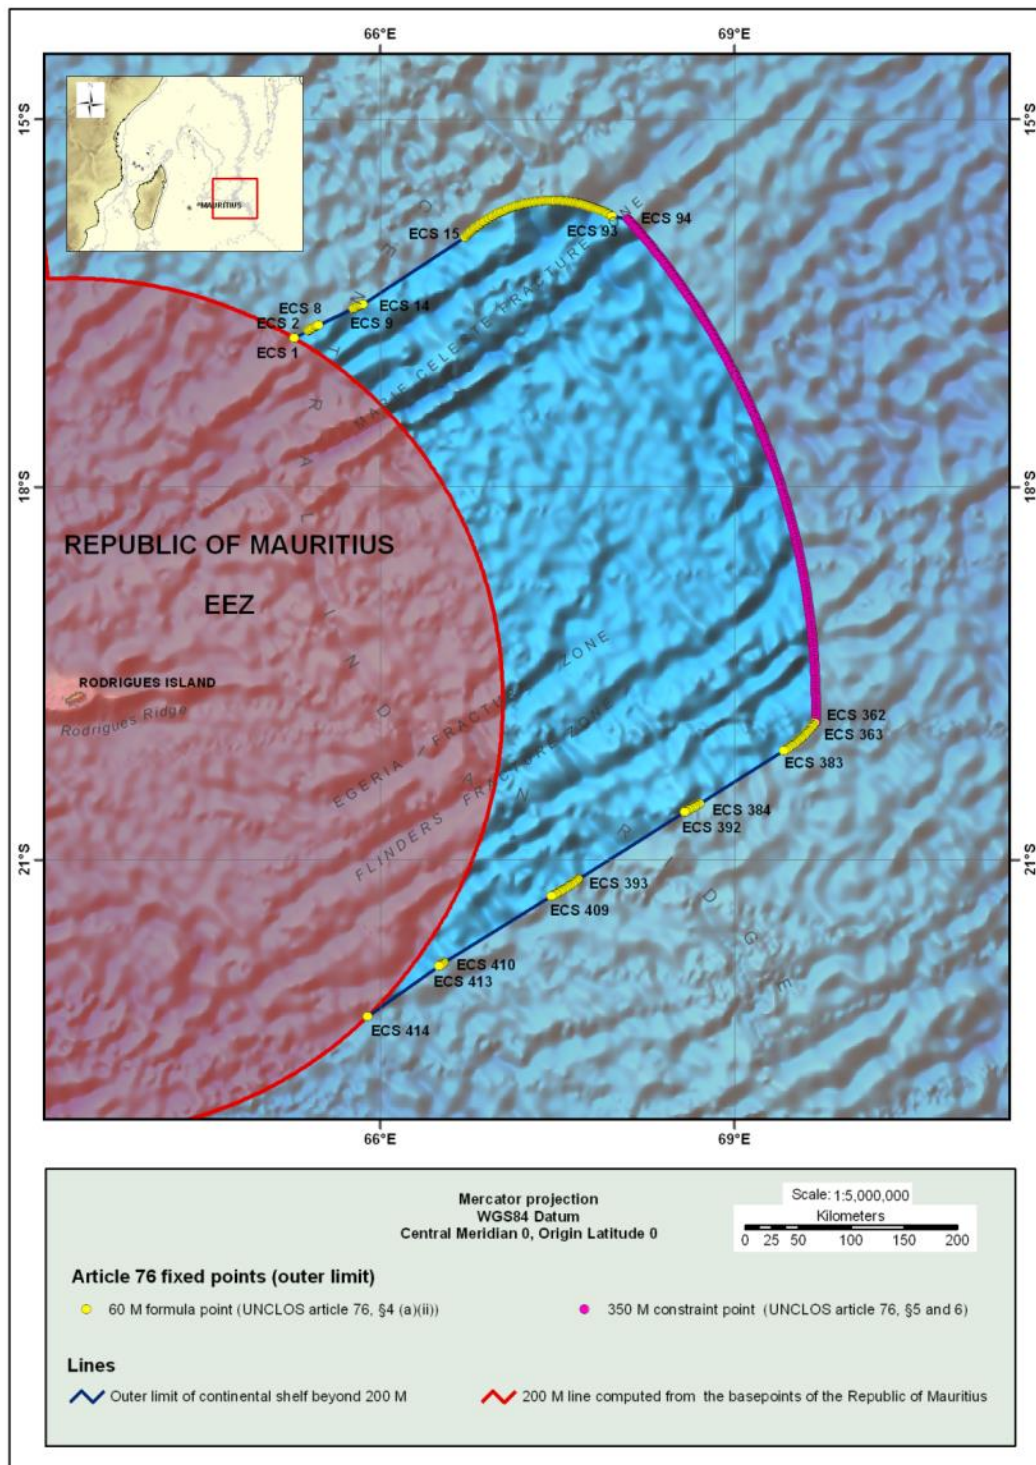 66°E
69°E
15°S
15°S
MAURITIUS
ECS 15
ECS 93
ECS 94
ECS 8
ECS 14
ECS 2
ECS 9
ECS 1
MARIE CELESTE FRACTURE ZONE
CENTRAL INDIAN RIDGE
18°S
18°S
REPUBLIC OF MAURITIUS
EEZ
RODRIGUES ISLAND
Rodrigues Ridge
EGERIA FRACTURE ZONE
FLINDERS FRACTURE ZONE
ECS 362
ECS 363
ECS 383
ECS 384
ECS 392
21°S
21°S
ECS 393
ECS 409
ECS 410
ECS 413
ECS 414
66°E
69°E
Mercator projection
WGS84 Datum
Central Meridian 0, Origin Latitude 0
Scale: 1:5,000,000
Kilometers
0 25 50 100 150 200
Article 76 fixed points (outer limit)
60 M formula point (UNCLOS article 76, §4 (a)(ii))
350 M constraint point (UNCLOS article 76, §5 and 6)
Lines
Outer limit of continental shelf beyond 200 M
200 M line computed from the basepoints of the Republic of Mauritius